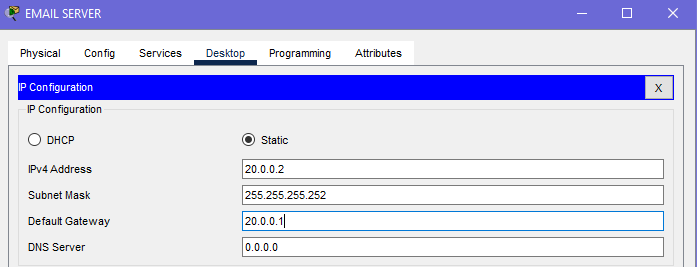 EMAIL SERVER
Physical Config Services Desktop Programming Attributes
IP Configuration X
IP Configuration
DHCP Static
IPv4 Address 20.0.0.2
Subnet Mask 255.255.255.252
Default Gateway 20.0.0.1
DNS Server 0.0.0.0